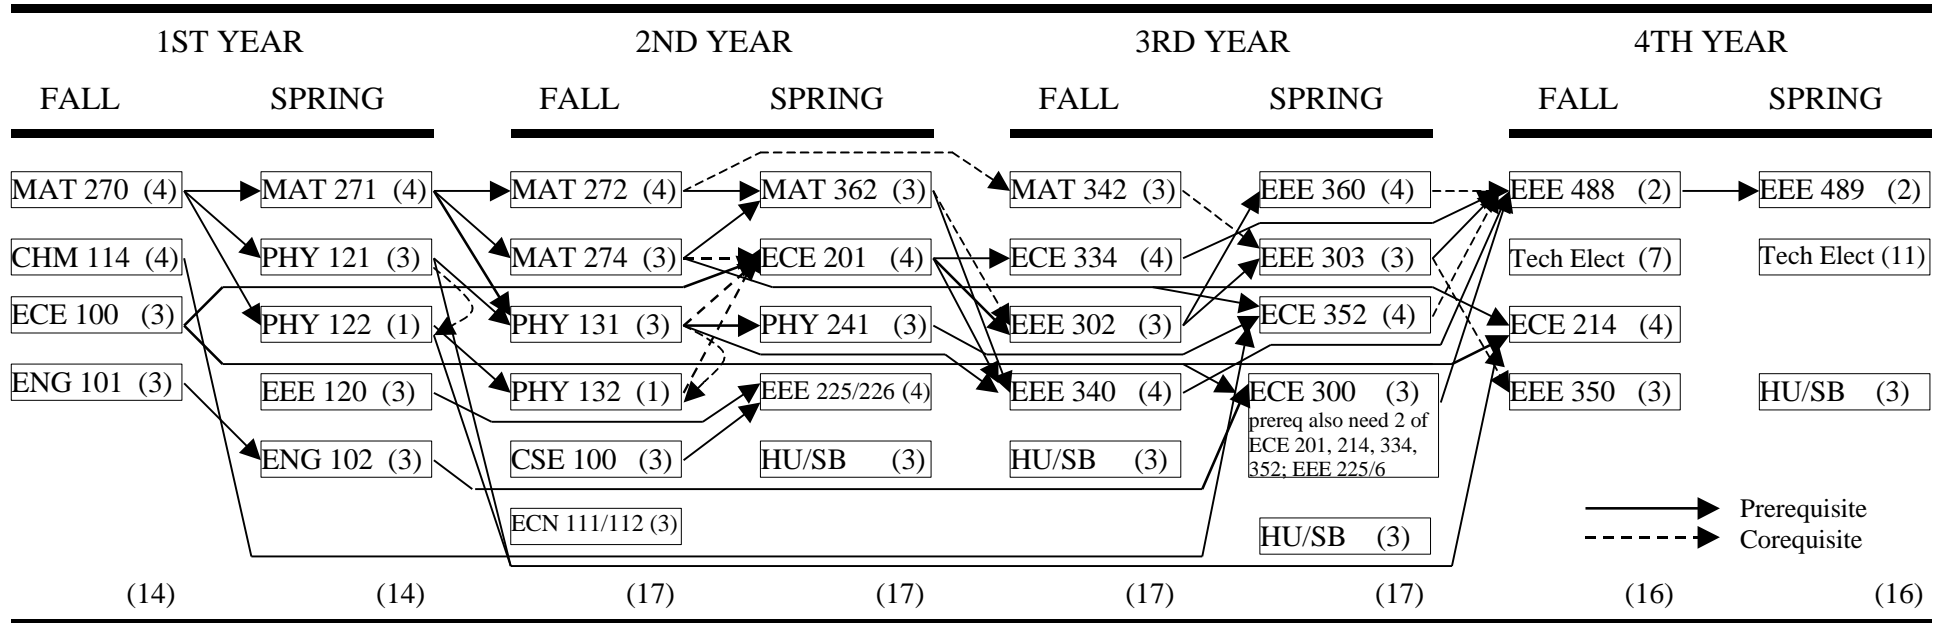 1ST YEAR 2ND YEAR 3RD YEAR 4TH YEAR
FALL SPRING FALL SPRING FALL SPRING FALL SPRING
MAT 270 (4) MAT 271 (4) MAT 272 (4) MAT 362 (3) MAT 342 (3) EEE 360 (4) EEE 488 (2) EEE 489 (2)
CHM 114 (4) PHY 121 (3) MAT 274 (3) ECE 201 (4) ECE 334 (4) EEE 303 (3) Tech Elect (7) Tech Elect (11)
ECE 100 (3) PHY 122 (1) PHY 131 (3) PHY 241 (3) EEE 302 (3) ECE 352 (4) ECE 214 (4)
ENG 101 (3) EEE 120 (3) PHY 132 (1) EEE 225/226 (4) EEE 340 (4) ECE 300 (3) EEE 350 (3) HU/SB (3)
prereq also need 2 of
ECE 201, 214, 334,
352; EEE 225/6
ENG 102 (3) CSE 100 (3) HU/SB (3) HU/SB (3)
ECN 111/112 (3) HU/SB (3)
Prerequisite
Corequisite
(14) (14) (17) (17) (17) (17) (16) (16)